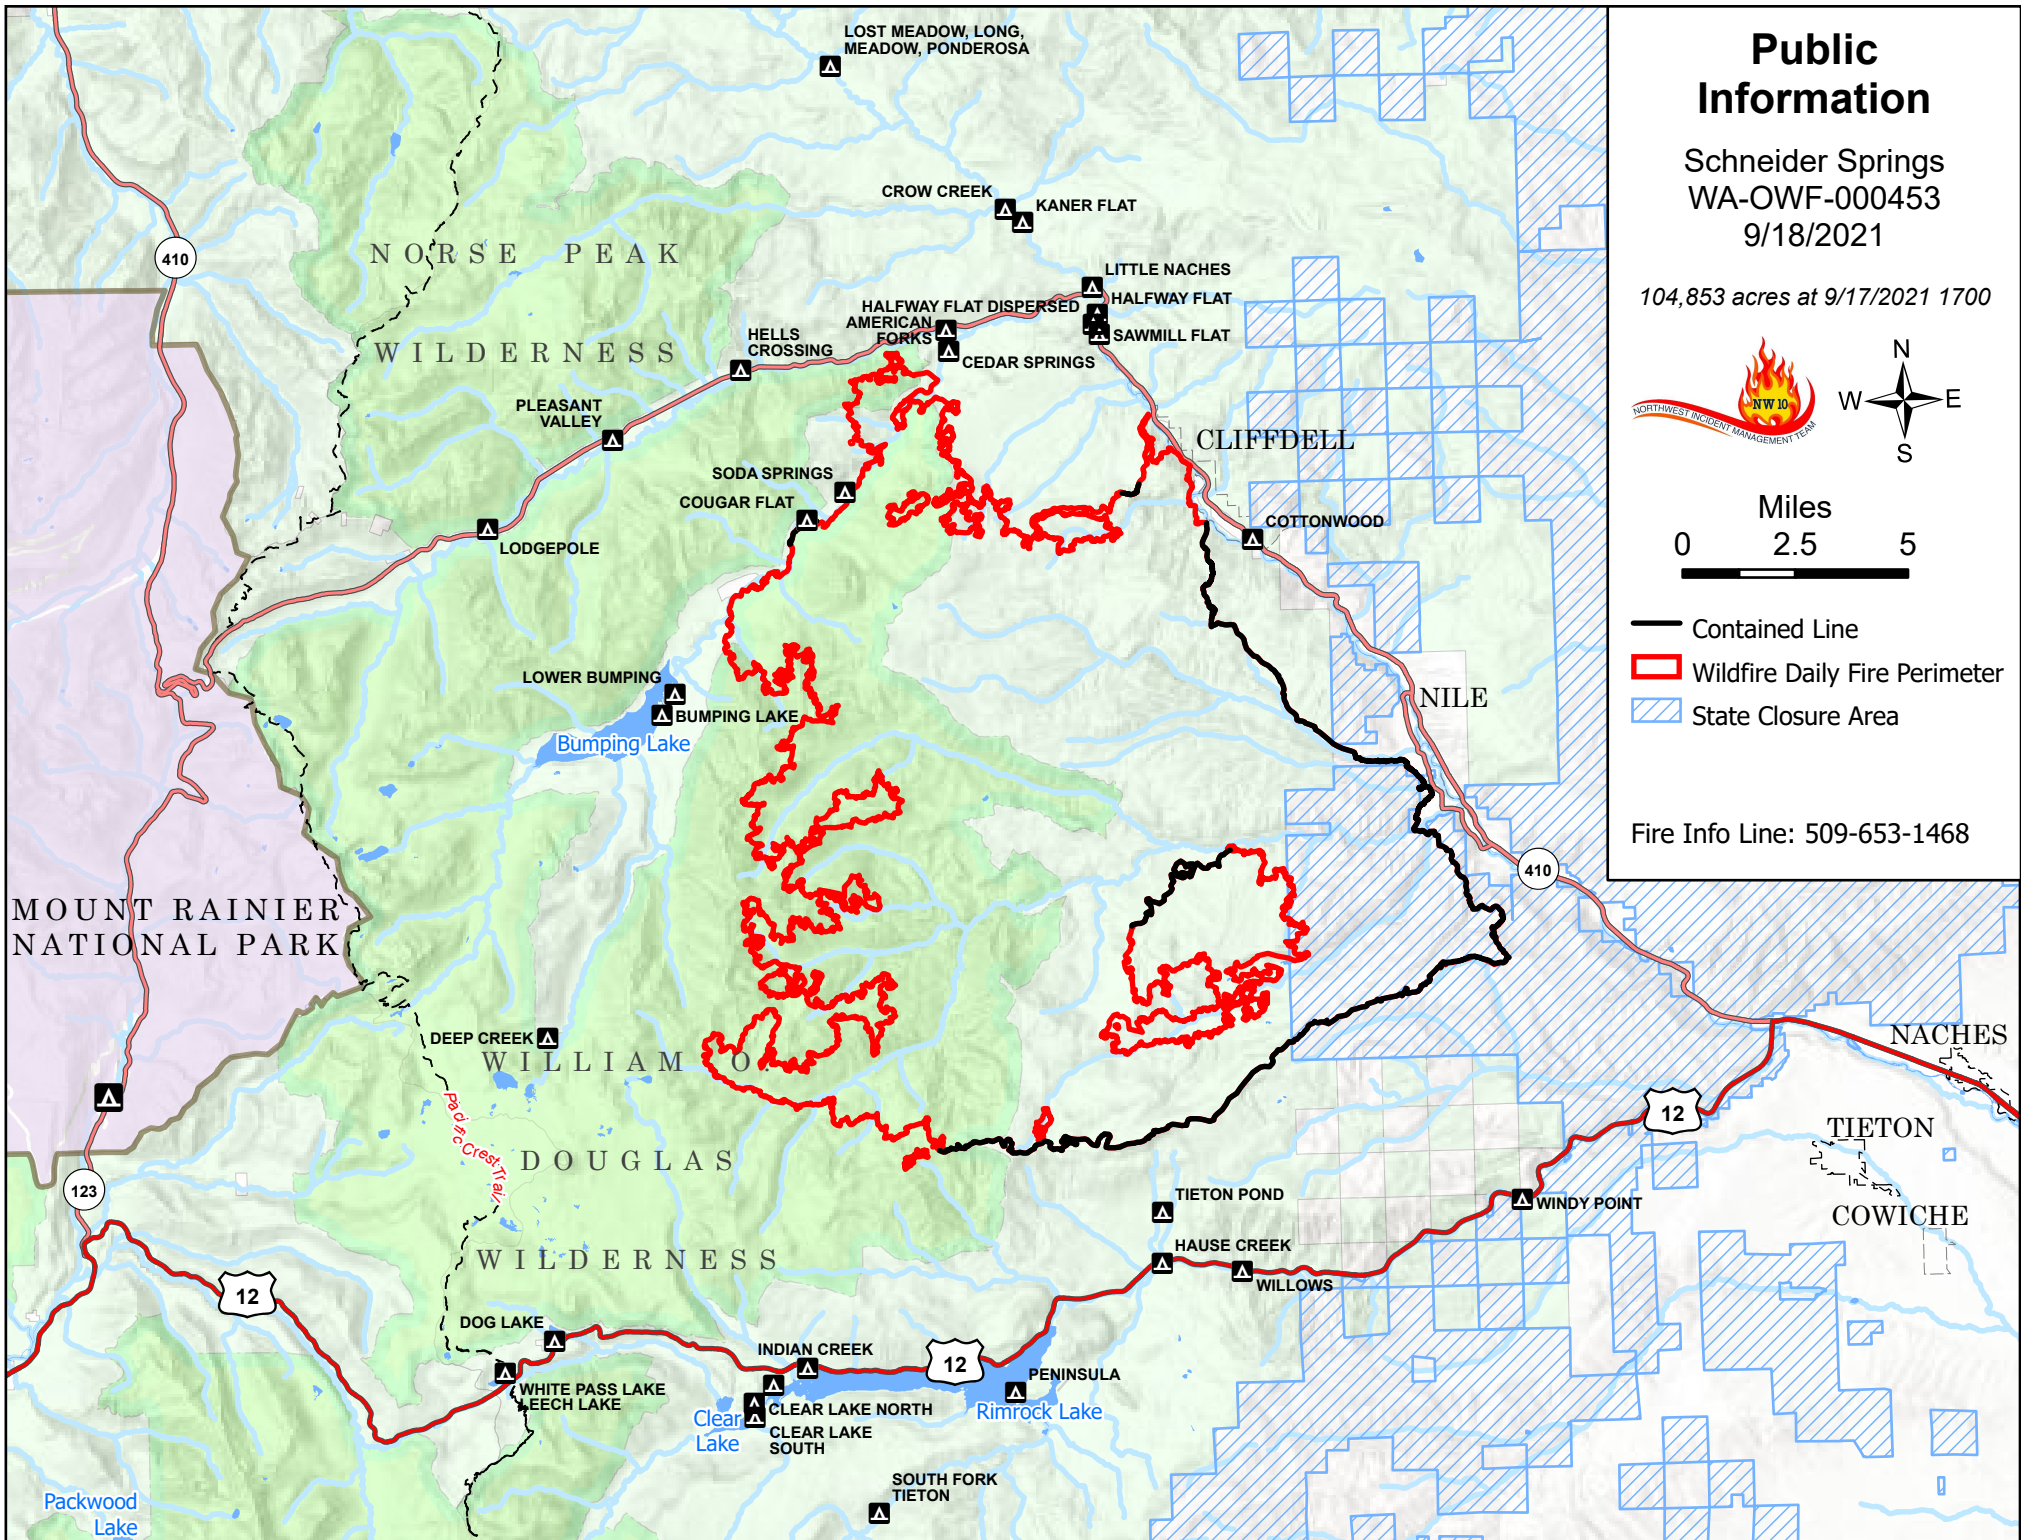 Public
Information
Schneider Springs
WA-OWF-000453
9/18/2021
104,853 acres at 9/17/2021 1700
NORTHWEST INCIDENT MANAGEMENT TEAM
NW 10
N
W
E
S
Miles
0 2.5 5
Contained Line
Wildfire Daily Fire Perimeter
State Closure Area
Fire Info Line: 509-653-1468
LOST MEADOW, LONG,
MEADOW, PONDEROSA
CROW CREEK
KANER FLAT
NORSE PEAK
WILDERNESS
410
LITTLE NACHES
HALFWAY FLAT DISPERSED
HALFWAY FLAT
AMERICAN
FORKS
SAWMILL FLAT
HELLS
CROSSING
CEDAR SPRINGS
PLEASANT
VALLEY
CLIFFDELL
SODA SPRINGS
COUGAR FLAT
COTTONWOOD
LODGEPOLE
LOWER BUMPING
BUMPING LAKE
Bumping Lake
NILE
410
MOUNT RAINIER
NATIONAL PARK
DEEP CREEK
WILLIAM O.
DOUGLAS
WILDERNESS
Pacific Crest Trail
NACHES
12
TIETON
COWICHE
123
TIETON POND
WINDY POINT
HAUSE CREEK
WILLOWS
12
DOG LAKE
INDIAN CREEK
12
WHITE PASS LAKE
LEECH LAKE
PENINSULA
CLEAR LAKE NORTH
Rimrock Lake
Clear
Lake
CLEAR LAKE
SOUTH
SOUTH FORK
TIETON
Packwood
Lake